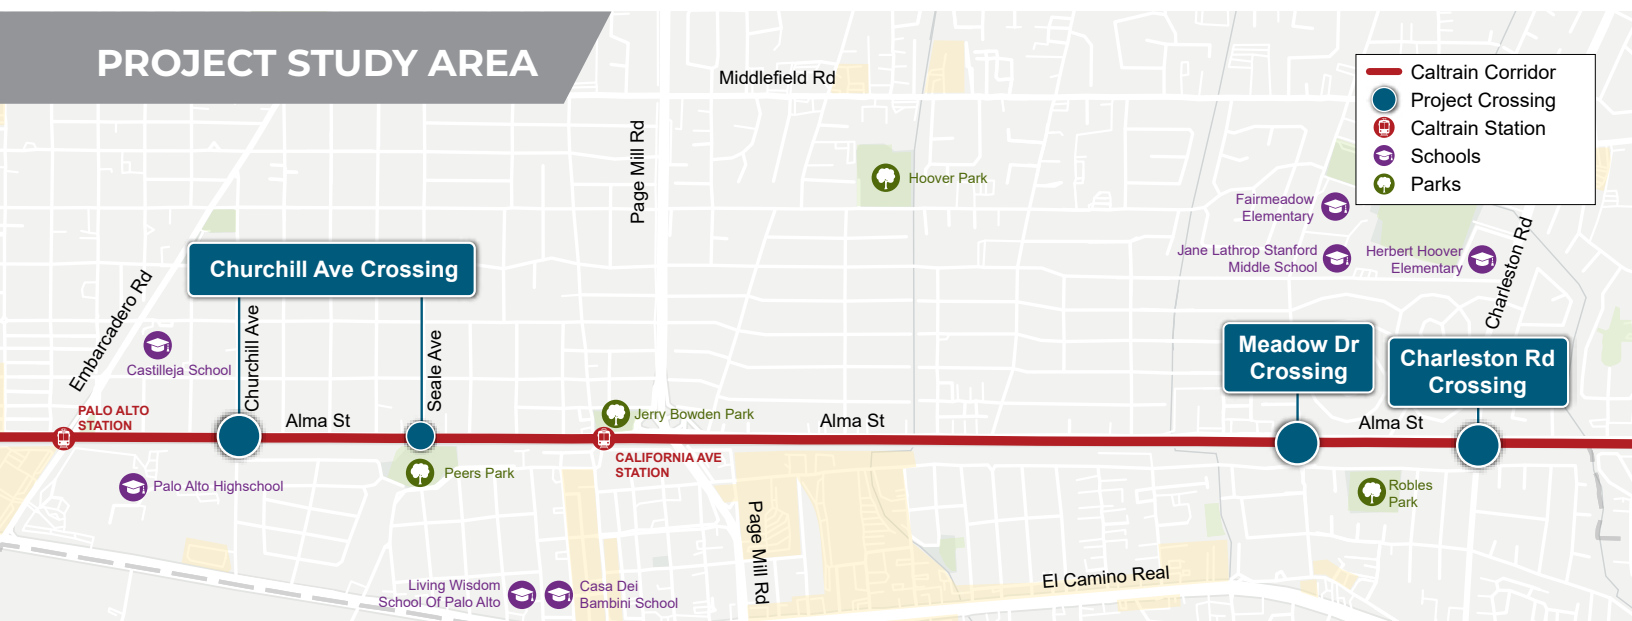 PROJECT STUDY AREA
Middlefield Rd
Caltrain Corridor
Project Crossing
Caltrain Station
Schools
Parks
Page Mill Rd
Hoover Park
Fairmeadow
Elementary
Jane Lathrop Stanford
Middle School
Herbert Hoover
Elementary
Charleston Rd
Churchill Ave Crossing
Embarcadero Rd
Churchill Ave
Seale Ave
Castilleja School
Meadow Dr
Crossing
Charleston Rd
Crossing
PALO ALTO
STATION
Alma St
Jerry Bowden Park
Alma St
Alma St
CALIFORNIA AVE
STATION
Peers Park
Palo Alto Highschool
Robles
Park
Page Mill Rd
El Camino Real
Living Wisdom
School Of Palo Alto
Casa Dei
Bambini School